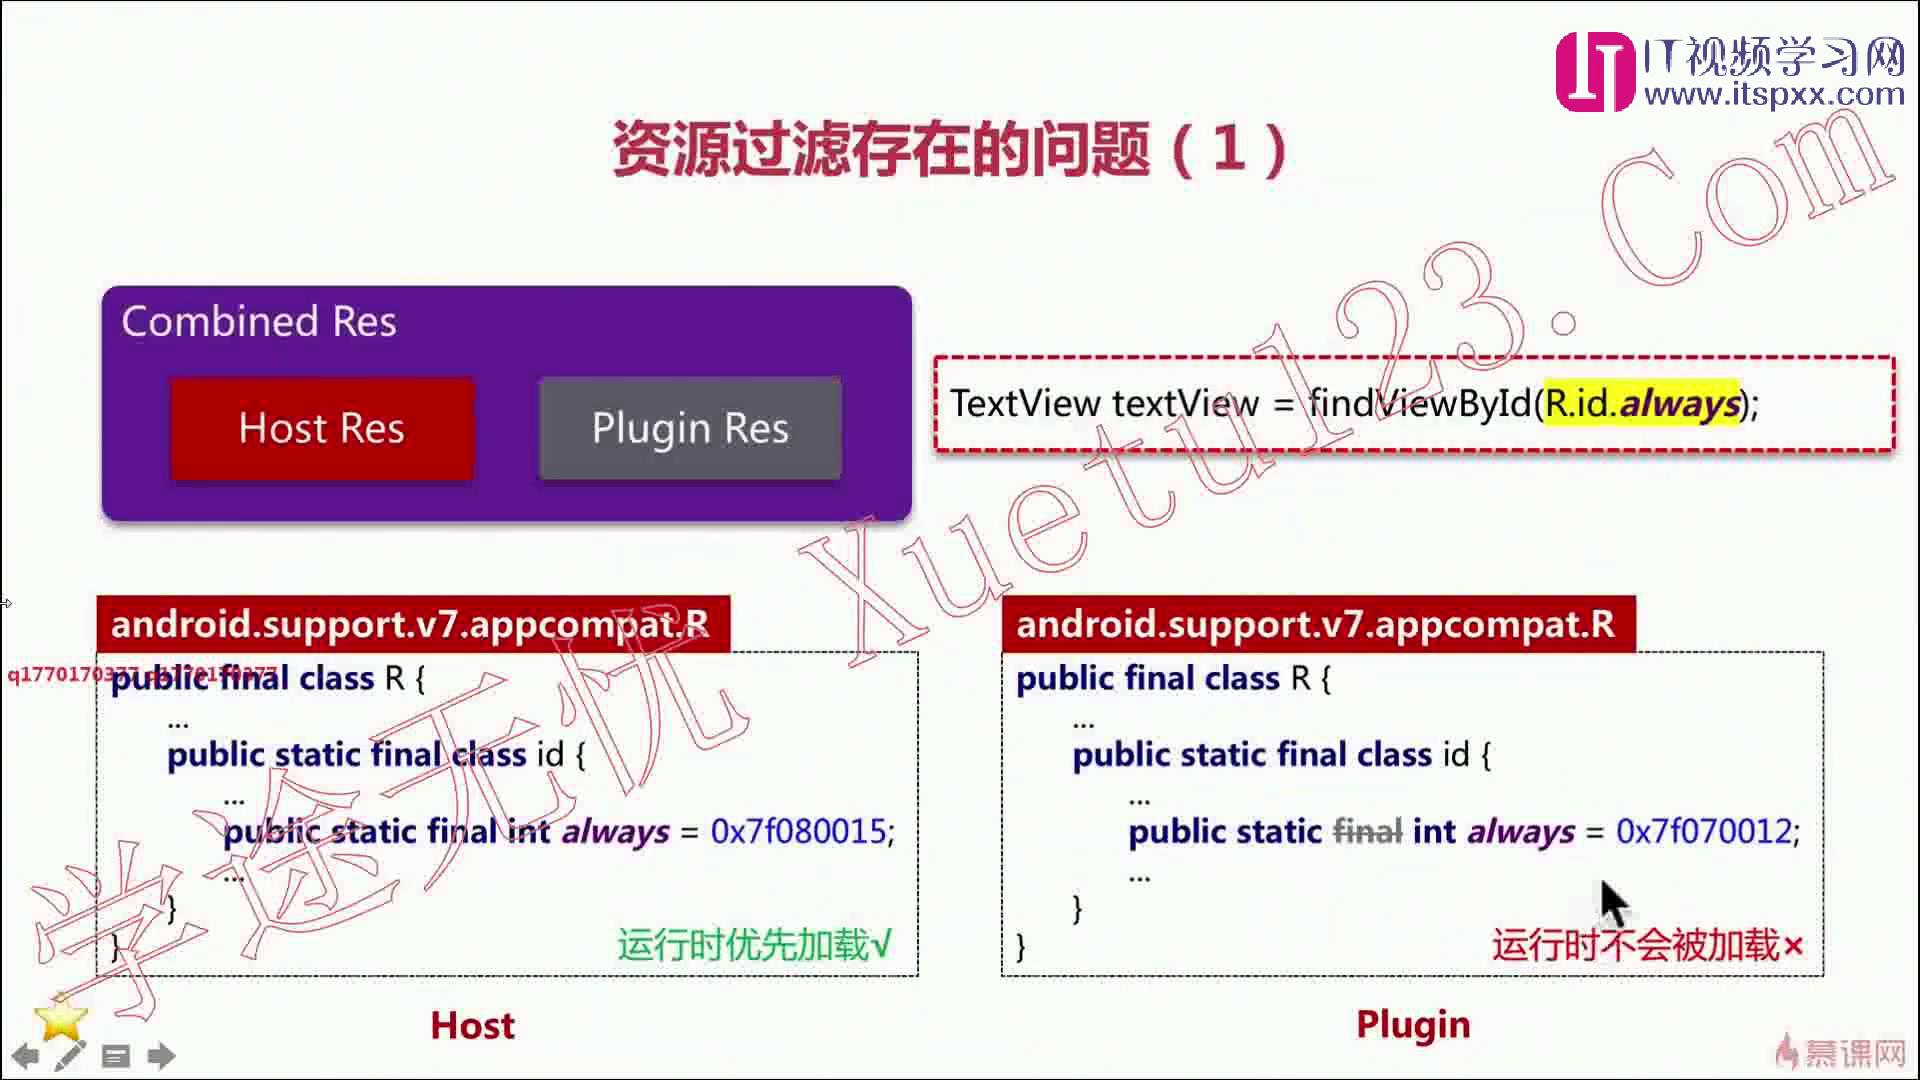 IT视频学习网
www.itspxx.com
资源过滤存在的问题（1）
Combined Res
Host Res
Plugin Res
TextView textView = findViewById(R.id.always);
学途无忧 Xuetu123.Com
android.support.v7.appcompat.R
q1770170377 q1770170377
public final class R {
...
public static final class id {
...
public static final int always = 0x7f080015;
...
}
}
运行时优先加载√
Host
android.support.v7.appcompat.R
public final class R {
...
public static final class id {
...
public static final int always = 0x7f070012;
...
}
}
运行时不会被加载×
Plugin
慕课网